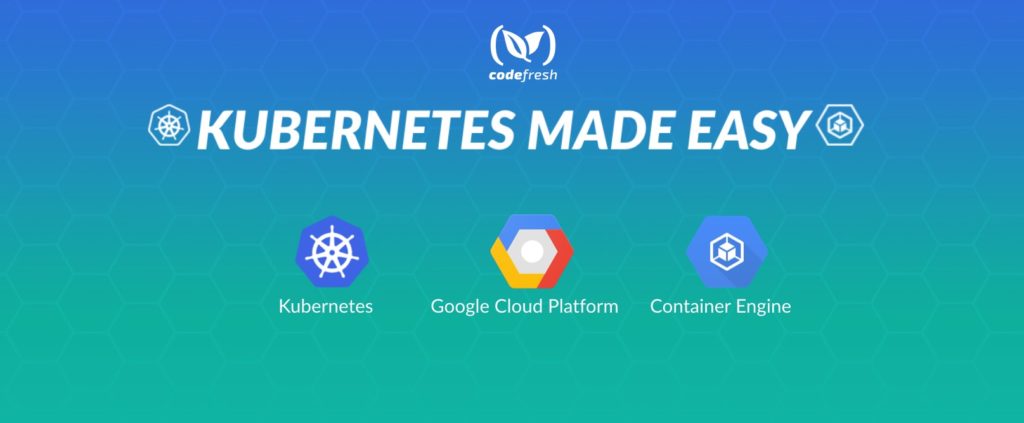 codefresh
KUBERNETES MADE EASY
Kubernetes
Google Cloud Platform
Container Engine